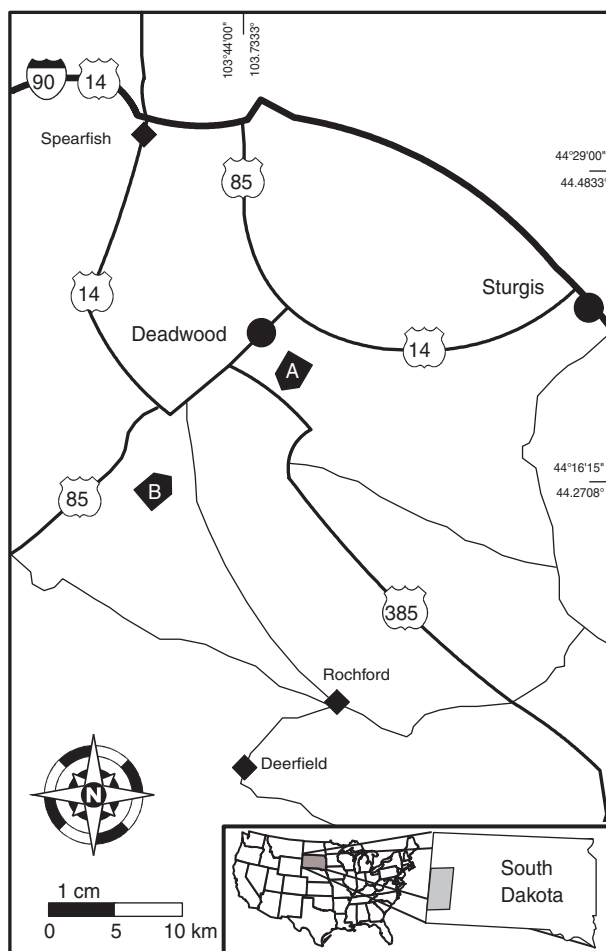 103°44'00"
103.7333°
90
14
Spearfish
44°29'00"
44.4833°
85
14
Sturgis
Deadwood
14
A
44°16'15"
44.2708°
B
85
385
Rochford
Deerfield
N
1 cm
0 5 10 km
South
Dakota